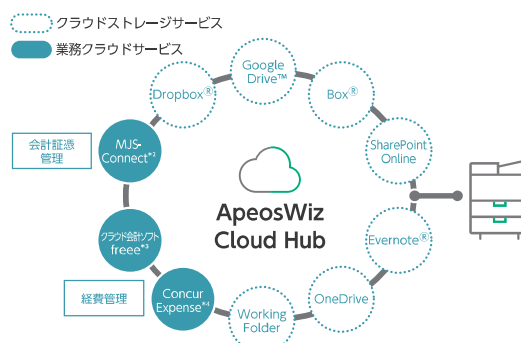 クラウドストレージサービス
業務クラウドサービス
Google
Drive™
Dropbox®
Box®
会計証憑
管理
MJS-
Connect*2
SharePoint
Online
ApeosWiz
Cloud Hub
クラウド会計ソフト
freee*3
Evernote®
経費管理
Concur
Expense*4
OneDrive
Working
Folder